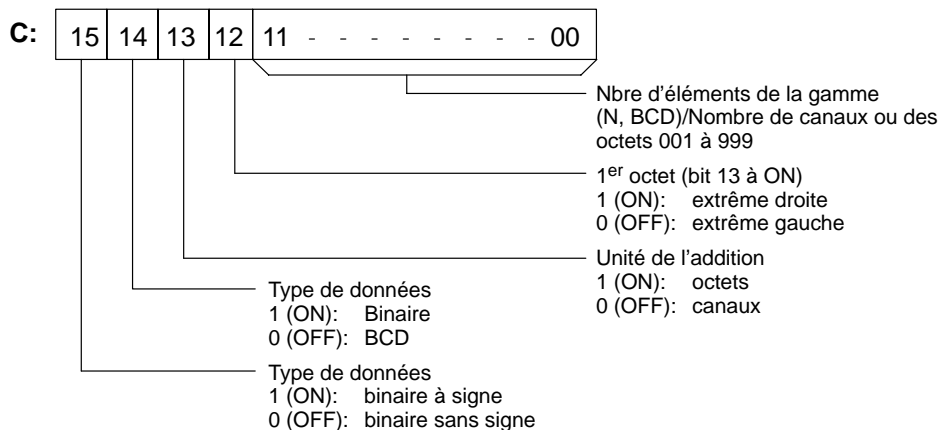 C: 15 14 13 12 11 - - - - - - - - 00
Nbre d'éléments de la gamme
(N, BCD)/Nombre de canaux ou des
octets 001 à 999
1er octet (bit 13 à ON)
1 (ON): extrême droite
0 (OFF): extrême gauche
Unité de l'addition
1 (ON): octets
0 (OFF): canaux
Type de données
1 (ON): Binaire
0 (OFF): BCD
Type de données
1 (ON): binaire à signe
0 (OFF): binaire sans signe